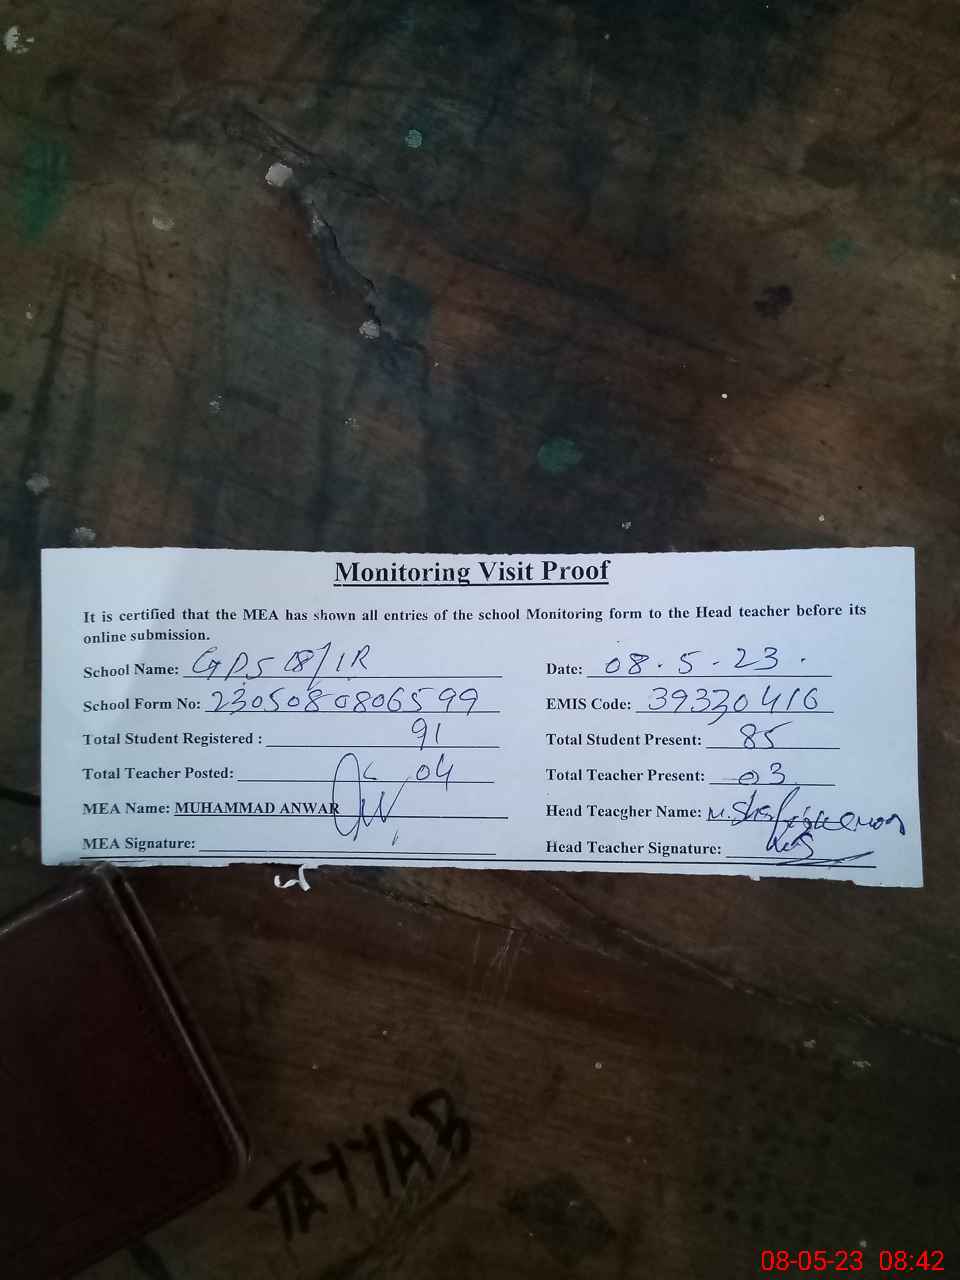 Monitoring Visit Proof
It is certified that the MEA has shown all entries of the school Monitoring form to the Head teacher before its
online submission.
School Name: GPS 08/1R Date: 08.5.23.
School Form No: 2305080806599 EMIS Code: 39330416
Total Student Registered : 91 Total Student Present: 85
Total Teacher Posted: 04 Total Teacher Present: 03
MEA Name: MUHAMMAD ANWAR Head Teacgher Name: M.
MEA Signature: Head Teacher Signature:
TAYYAB
08-05-23 08:42